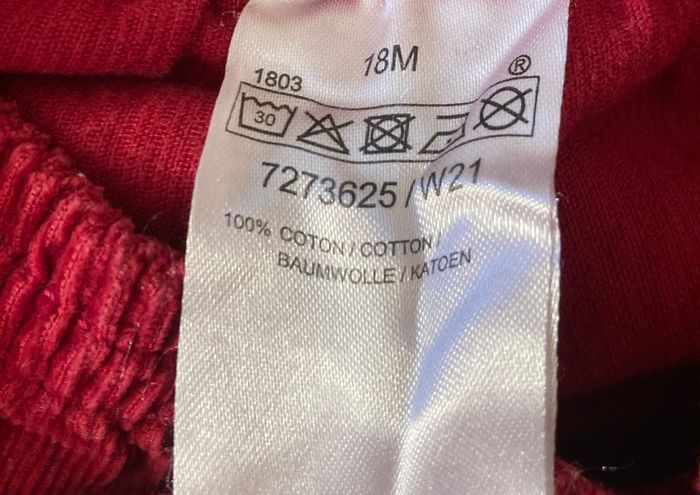 18M
1803
®
30
7273625/W21
100% COTON / COTTON /
BAUMWOLLE / KATOEN